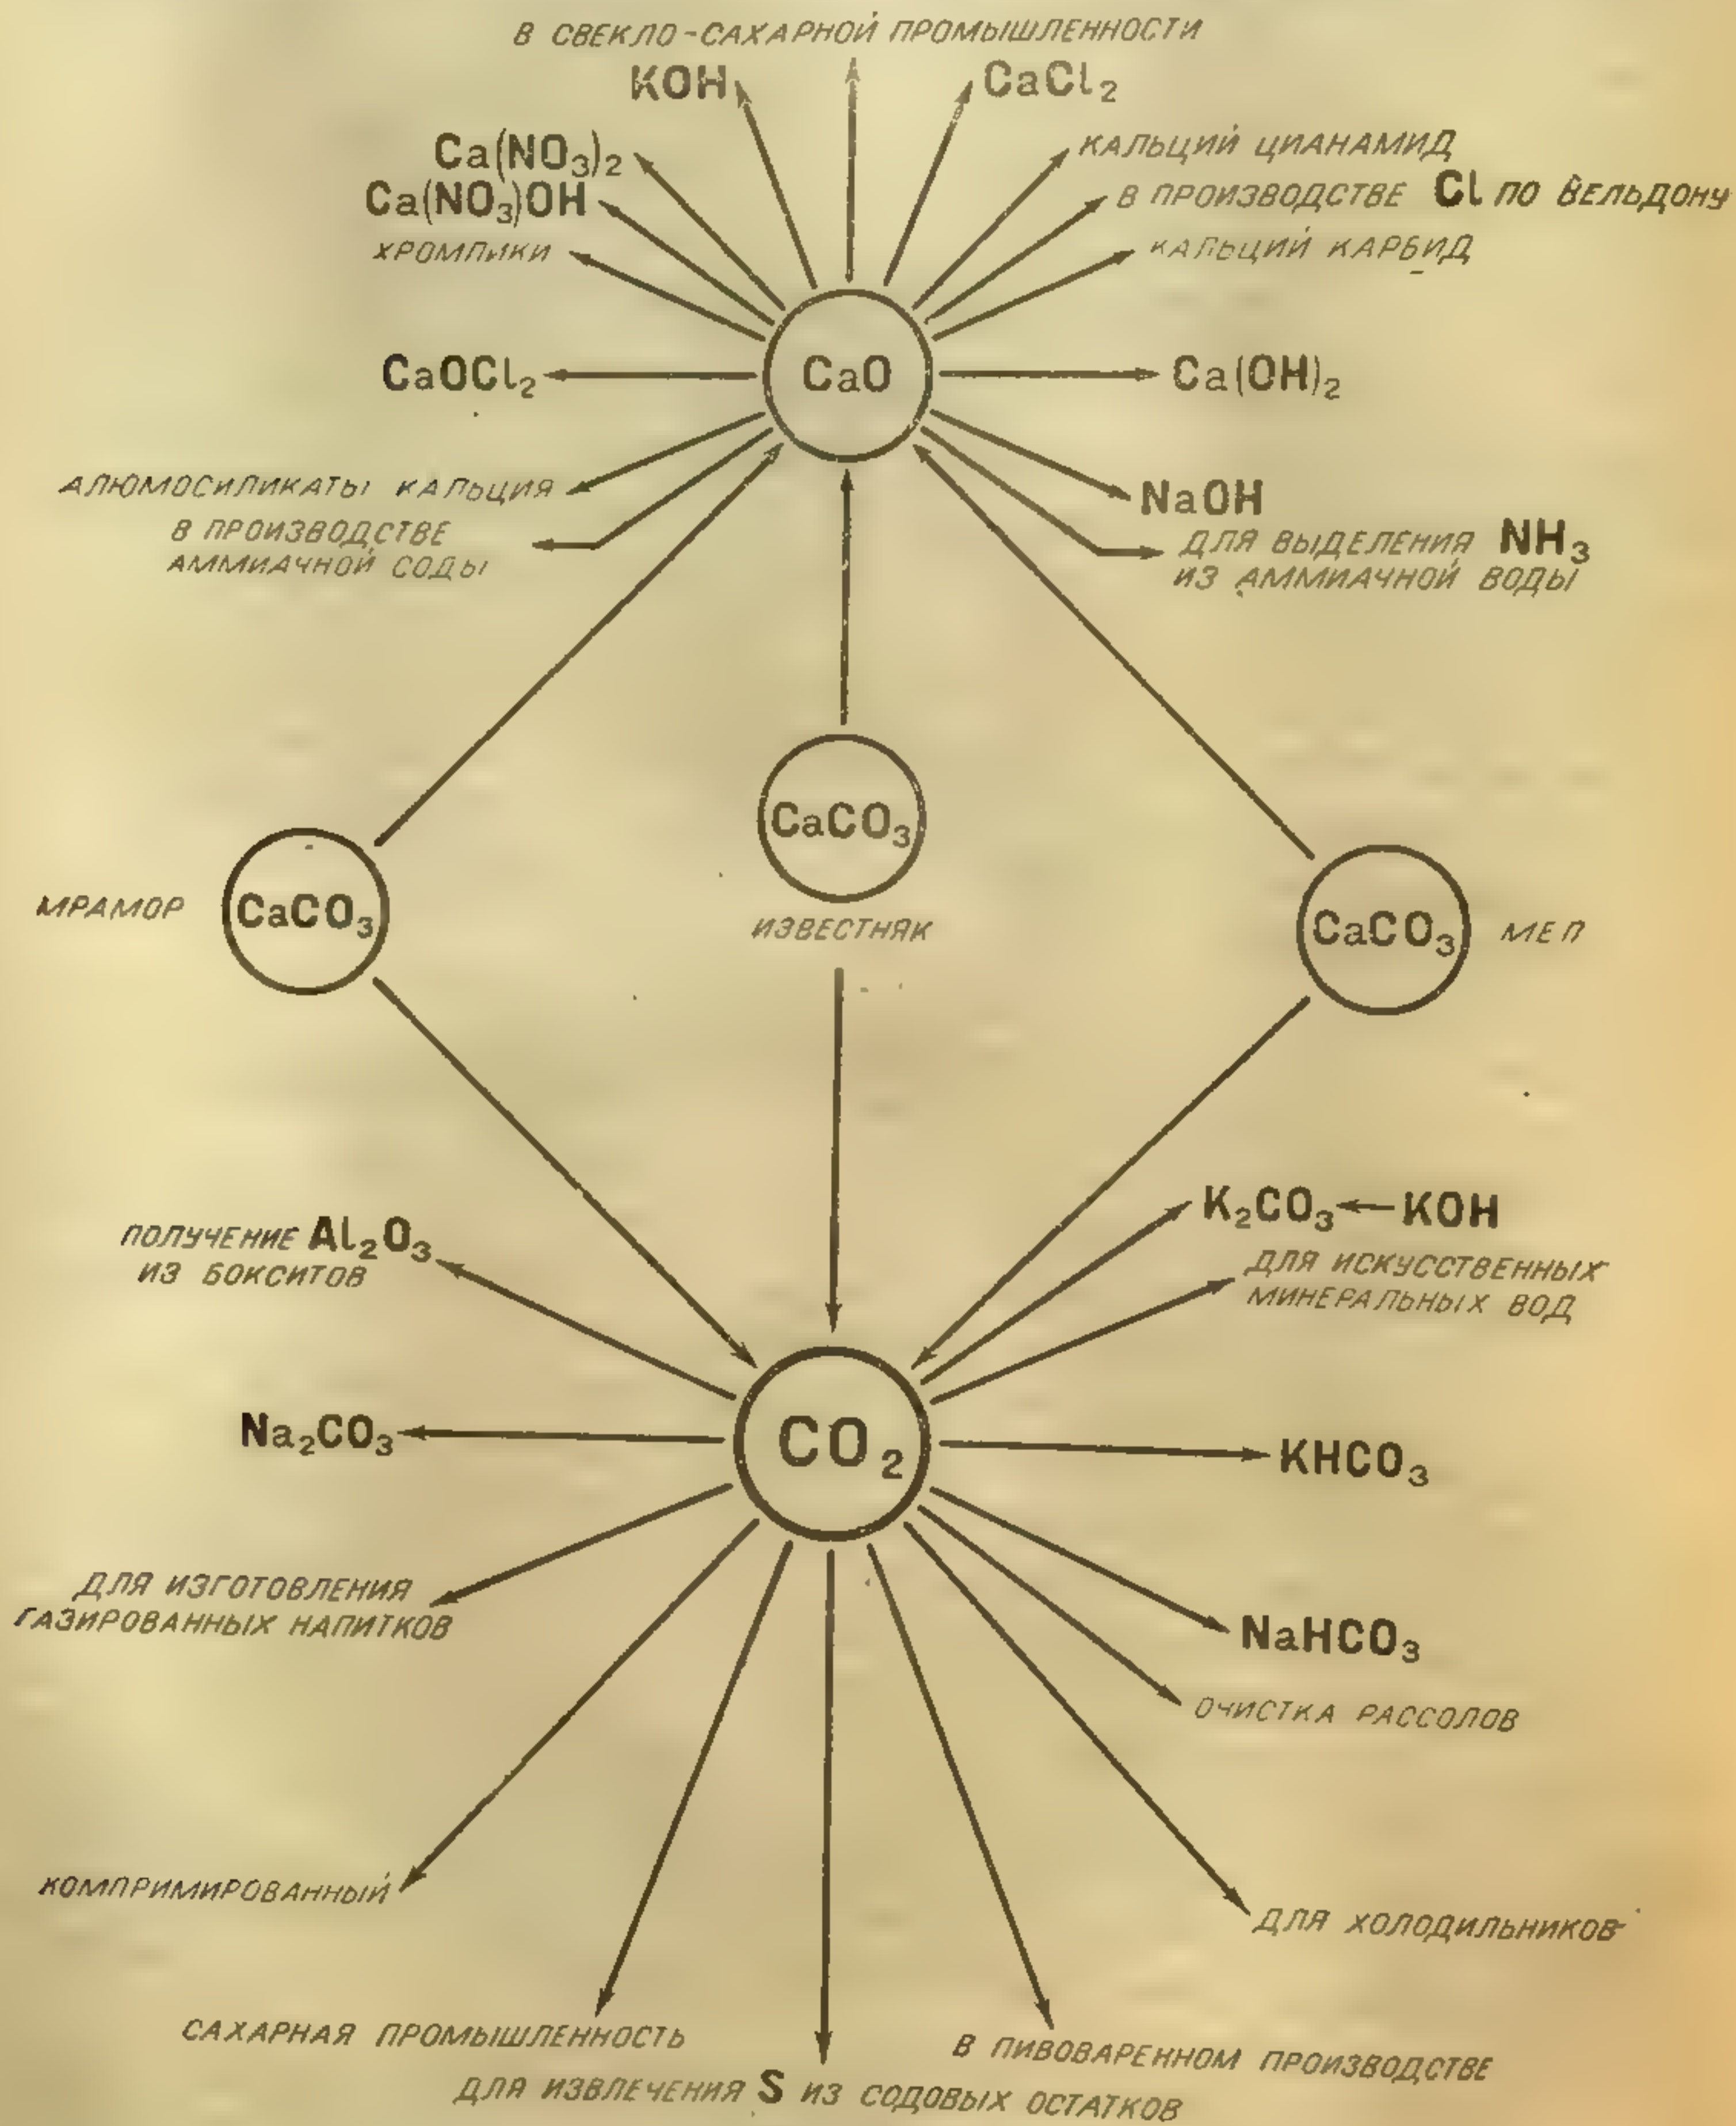 В СВЕКЛО-САХАРНОЙ ПРОМЫШЛЕННОСТИ
KOH
CaCl₂
Ca(NO₃)₂
КАЛЬЦИЙ ЦИАНАМИД
Ca(NO₃)OH
В ПРОИЗВОДСТВЕ Cl ПО ВЕЛЬДОНУ
ХРОМПИКИ
КАЛЬЦИЙ КАРБИД
CaOCl₂
CaO
Ca(OH)₂
АЛЮМОСИЛИКАТЫ КАЛЬЦИЯ
NaOH
В ПРОИЗВОДСТВЕ
АММИАЧНОЙ СОДЫ
ДЛЯ ВЫДЕЛЕНИЯ NH₃
ИЗ АММИАЧНОЙ ВОДЫ
CaCO₃
ИЗВЕСТНЯК
МРАМОР
CaCO₃
CaCO₃
МЕЛ
ПОЛУЧЕНИЕ Al₂O₃
ИЗ БОКСИТОВ
K₂CO₃ ← KOH
ДЛЯ ИСКУССТВЕННЫХ
МИНЕРАЛЬНЫХ ВОД
Na₂CO₃
CO₂
KHCO₃
ДЛЯ ИЗГОТОВЛЕНИЯ
ГАЗИРОВАННЫХ НАПИТКОВ
NaHCO₃
ОЧИСТКА РАССОЛОВ
КОМПРИМИРОВАННЫЙ
ДЛЯ ХОЛОДИЛЬНИКОВ
САХАРНАЯ ПРОМЫШЛЕННОСТЬ
В ПИВОВАРЕННОМ ПРОИЗВОДСТВЕ
ДЛЯ ИЗВЛЕЧЕНИЯ S ИЗ СОДОВЫХ ОСТАТКОВ